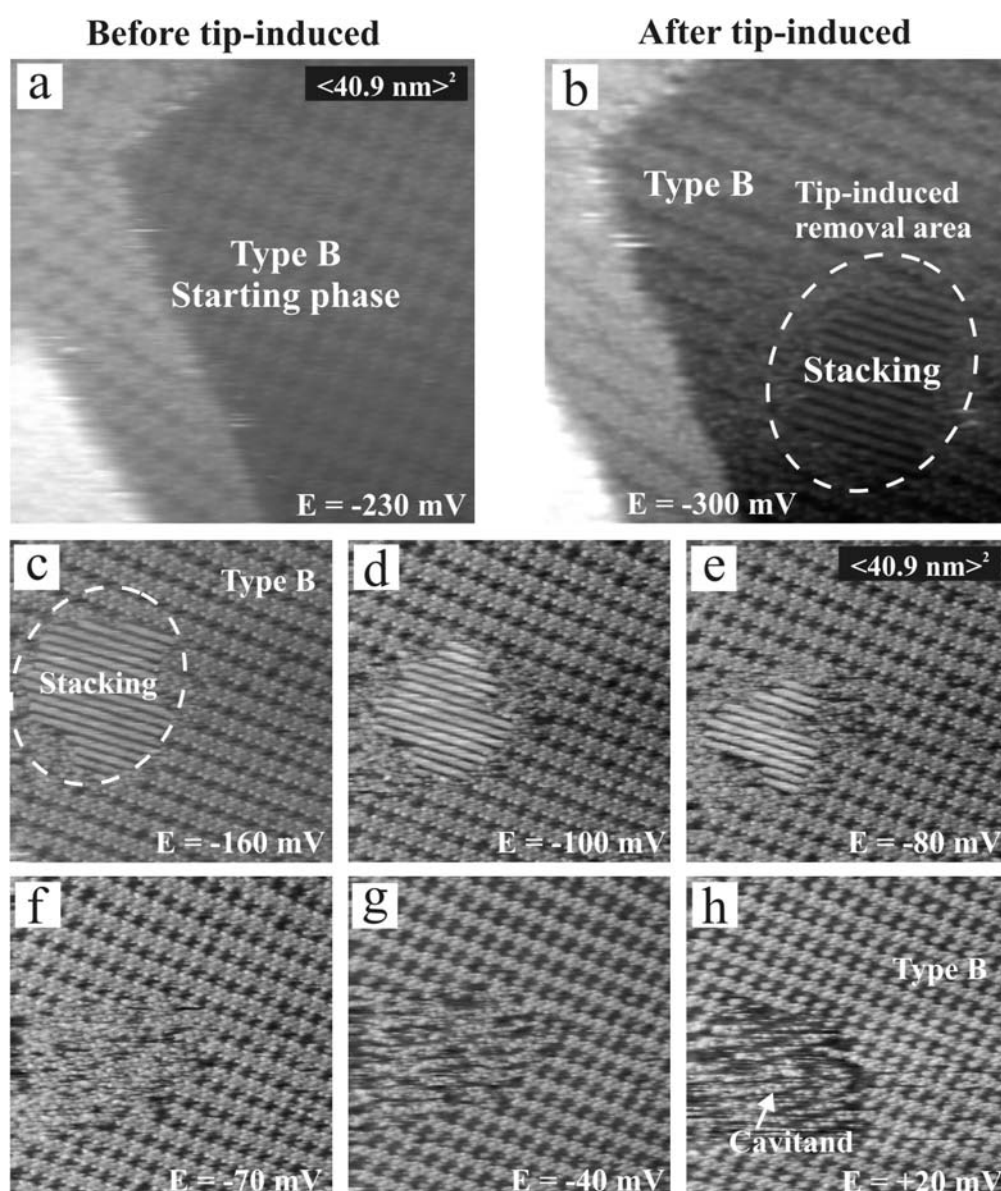 Before tip-induced
After tip-induced
a
<40.9 nm>²
Type B
Starting phase
E = -230 mV
b
Type B
Tip-induced
removal area
Stacking
E = -300 mV
c
Type B
Stacking
E = -160 mV
d
E = -100 mV
e
<40.9 nm>²
E = -80 mV
f
E = -70 mV
g
E = -40 mV
h
Type B
Cavitand
E = +20 mV